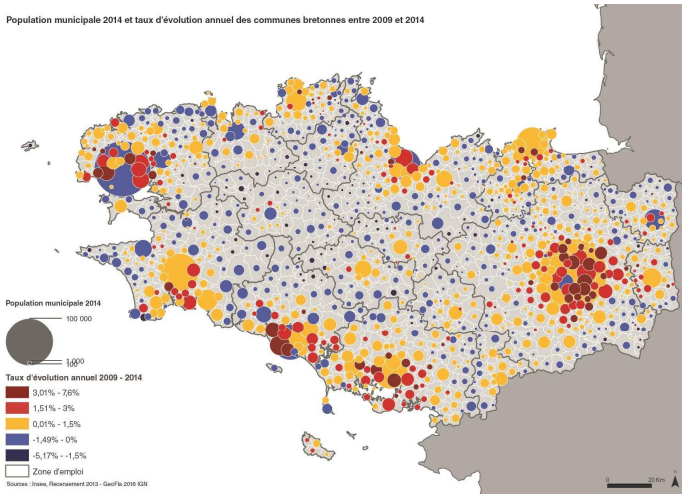 Population municipale 2014 et taux d'évolution annuel des communes bretonnes entre 2009 et 2014
Population municipale 2014
100 000
1 000
100
Taux d'évolution annuel 2009 - 2014
3,01% - 7,6%
1,51% - 3%
0,01% - 1,5%
-1,49% - 0%
-5,17% - -1,5%
Zone d'emploi
Sources : Insee, Recensement 2013 - GeoFla 2016 IGN
0 20 Km
N